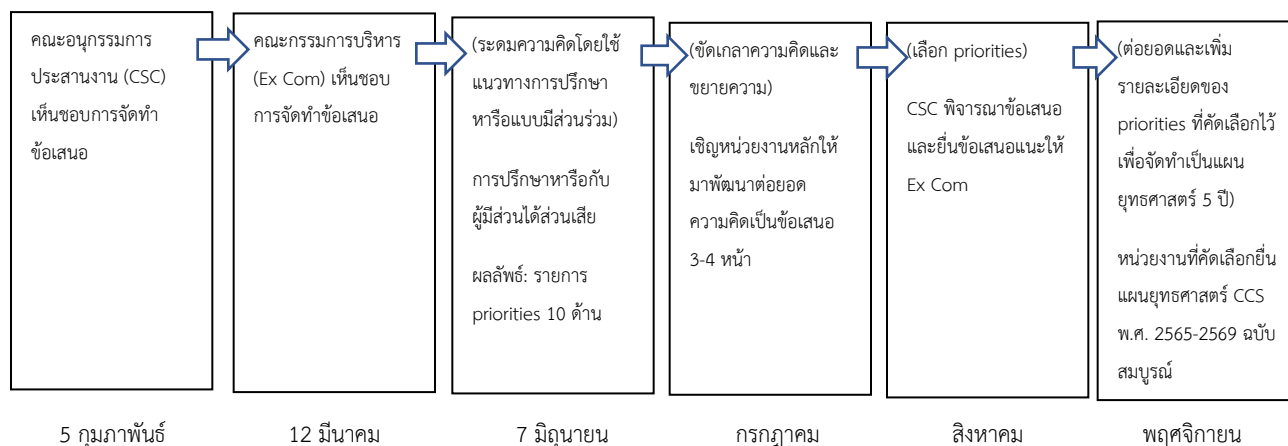 คณะอนุกรรมการ
ประสานงาน (CSC)
เห็นชอบการจัดทำ
ข้อเสนอ
คณะกรรมการบริหาร
(Ex Com) เห็นชอบ
การจัดทำข้อเสนอ
(ระดมความคิดโดยใช้
แนวทางการปรึกษา
หารือแบบมีส่วนร่วม)
การปรึกษาหารือกับ
ผู้มีส่วนได้ส่วนเสีย
ผลลัพธ์: รายการ
priorities 10 ด้าน
(ขัดเกลาความคิดและ
ขยายความ)
เชิญหน่วยงานหลักให้
มาพัฒนาต่อยอด
ความคิดเป็นข้อเสนอ
3-4 หน้า
(เลือก priorities)
CSC พิจารณาข้อเสนอ
และยื่นข้อเสนอแนะให้
Ex Com
(ต่อยอดและเพิ่ม
รายละเอียดของ
priorities ที่คัดเลือกไว้
เพื่อจัดทำเป็นแผน
ยุทธศาสตร์ 5 ปี)
หน่วยงานที่คัดเลือกยื่น
แผนยุทธศาสตร์ CCS
พ.ศ. 2565-2569 ฉบับ
สมบูรณ์
5 กุมภาพันธ์
12 มีนาคม
7 มิถุนายน
กรกฎาคม
สิงหาคม
พฤศจิกายน